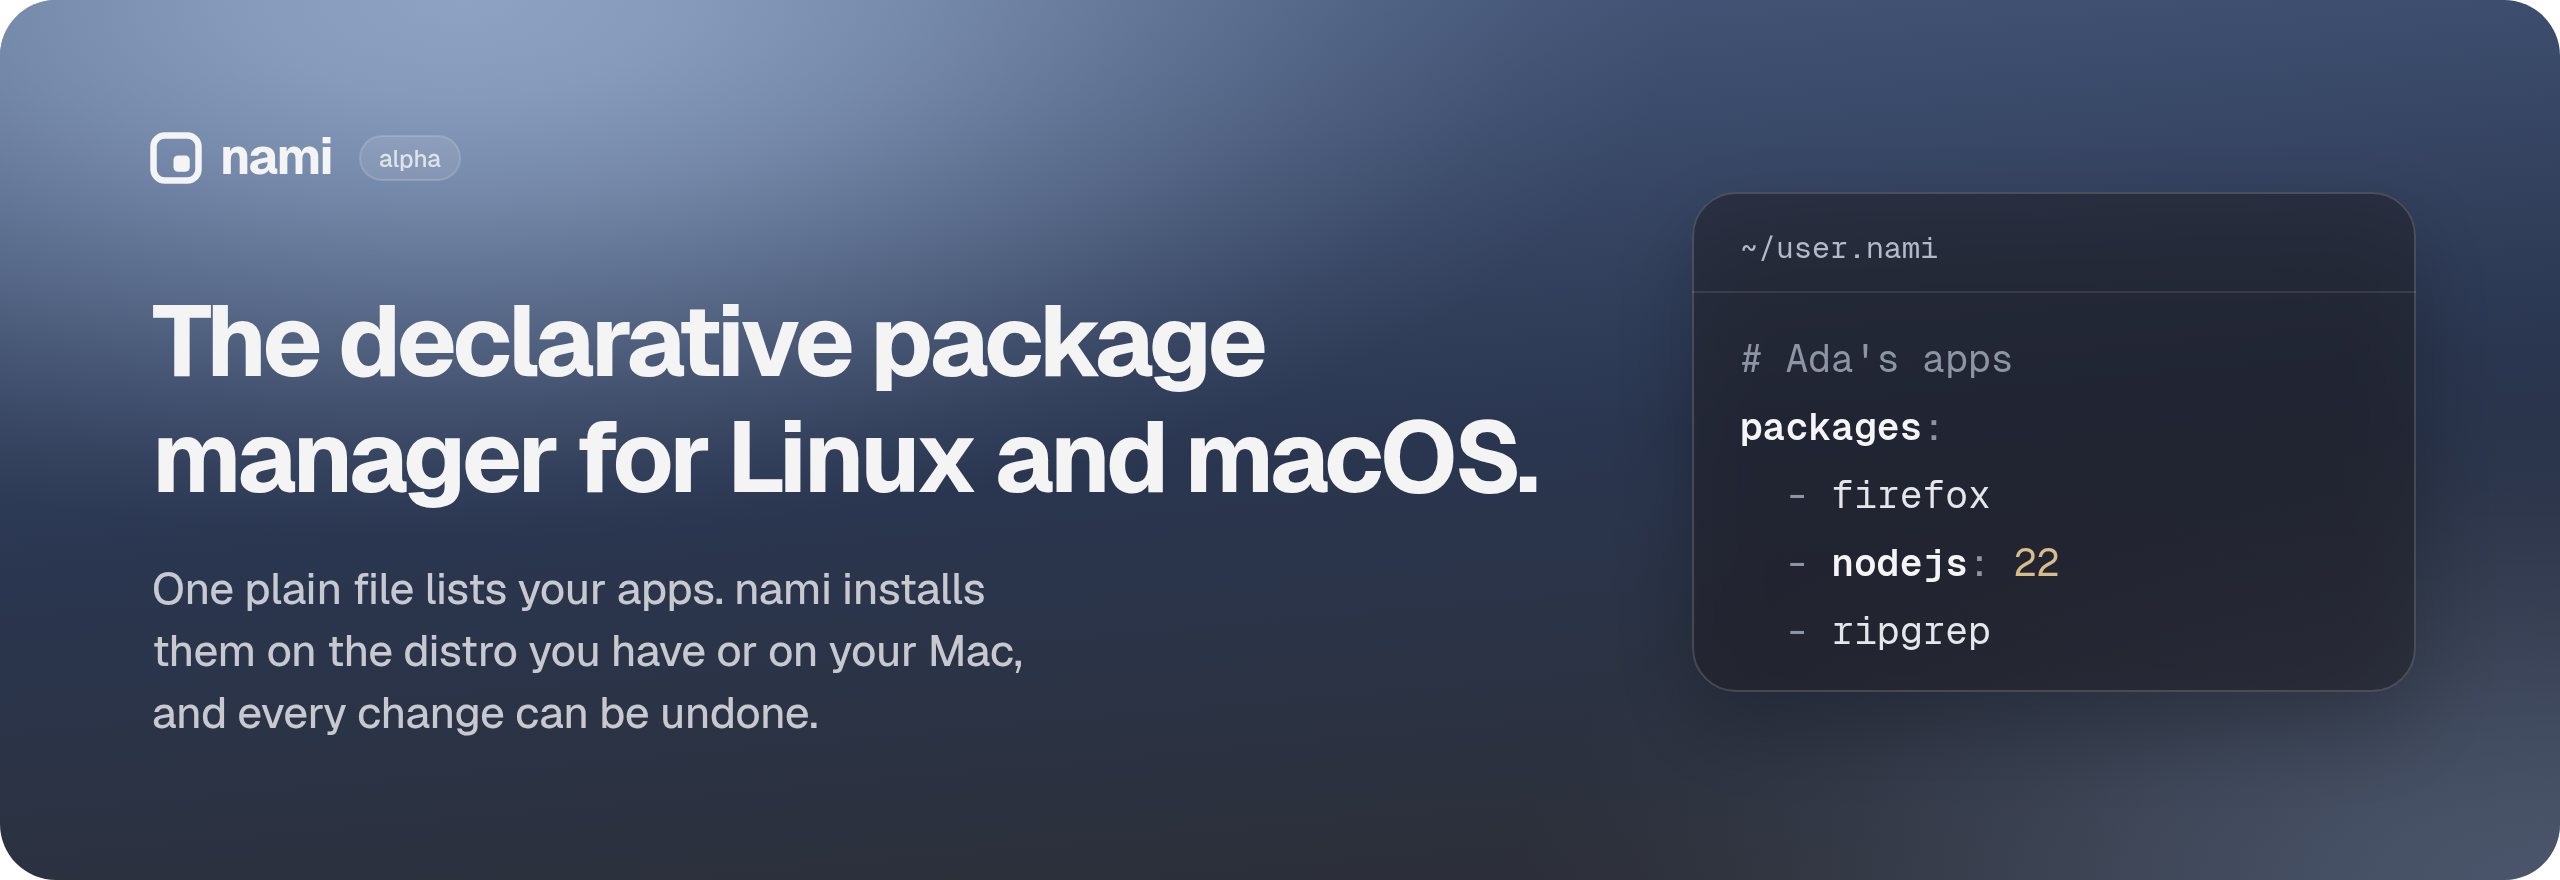 nami alpha
The declarative package
manager for Linux and macOS.
One plain file lists your apps. nami installs
them on the distro you have or on your Mac,
and every change can be undone.
~/user.nami
# Ada's apps
packages:
  - firefox
  - nodejs: 22
  - ripgrep